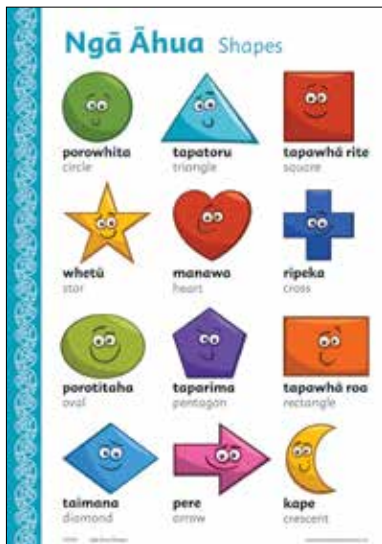 Ngā Āhua Shapes
porowhita tapatoru tapawhā rite
circle triangle square
whetū manawa ripeka
star heart cross
porotitaha taparima tapawhā roa
oval pentagon rectangle
taimana pere kape
diamond arrow crescent